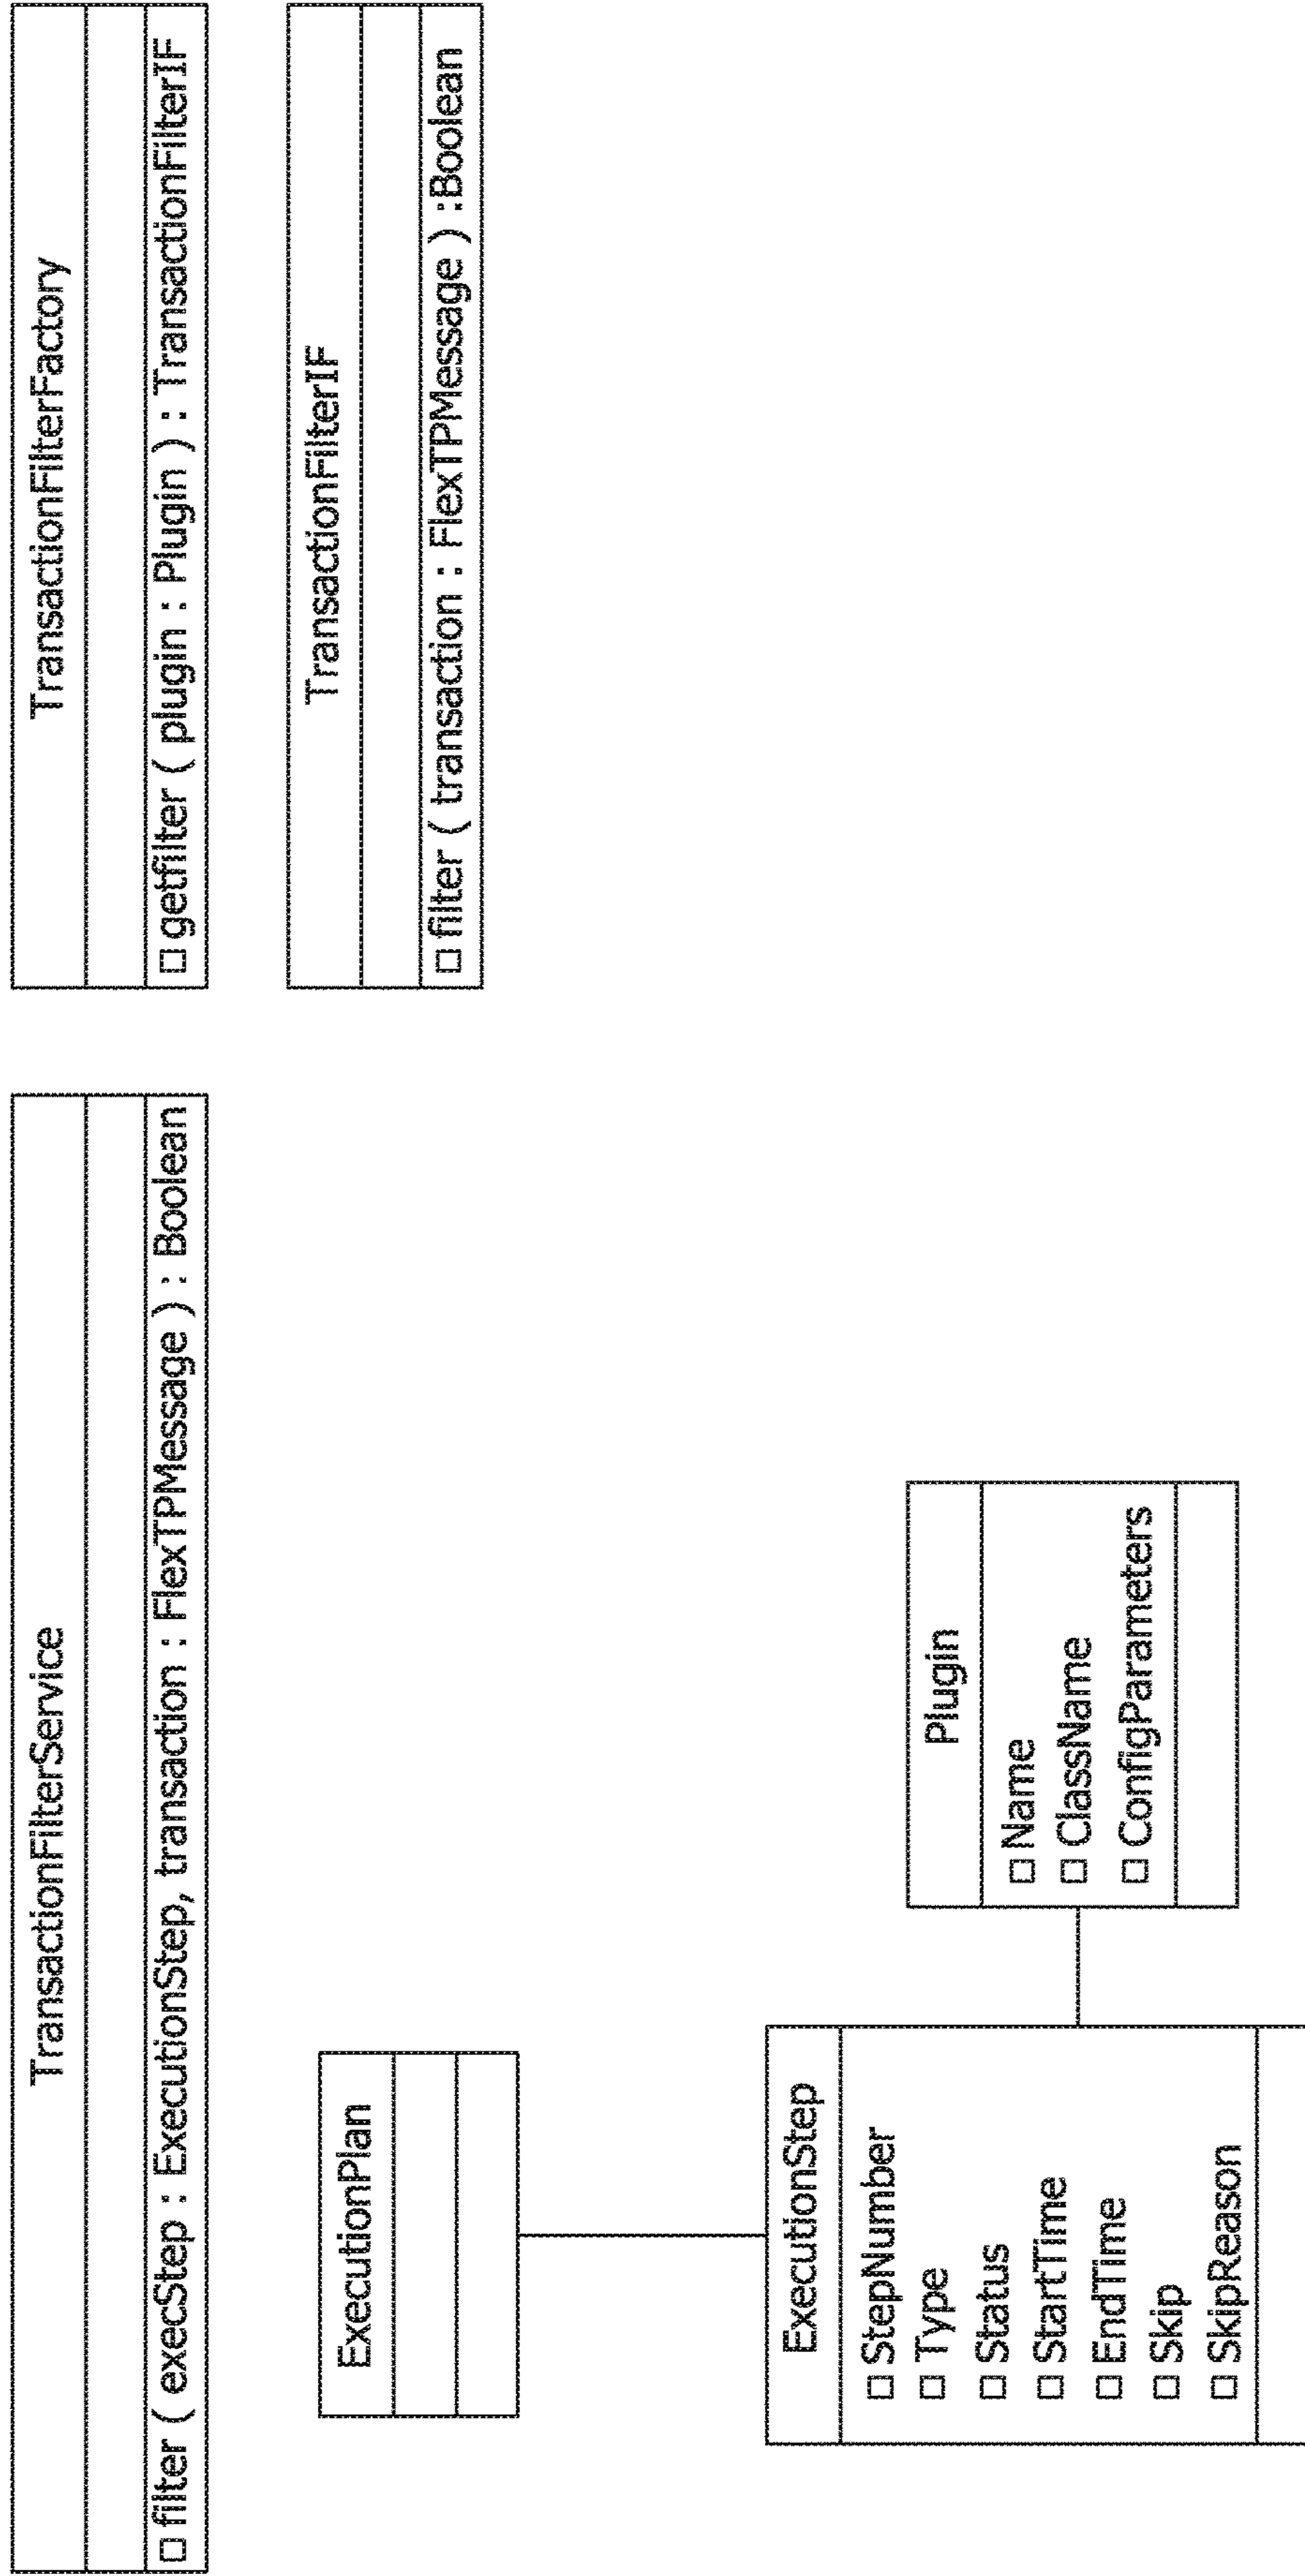 TransactionFilterService
filter ( execStep : ExecutionStep, transaction : FlexTPMessage ) : Boolean
TransactionFilterFactory
getfilter ( plugin : Plugin ) : TransactionFilterIF
TransactionFilterIF
filter ( transaction : FlexTPMessage ) :Boolean
ExecutionPlan
ExecutionStep
StepNumber
Type
Status
StartTime
EndTime
Skip
SkipReason
Plugin
Name
ClassName
ConfigParameters